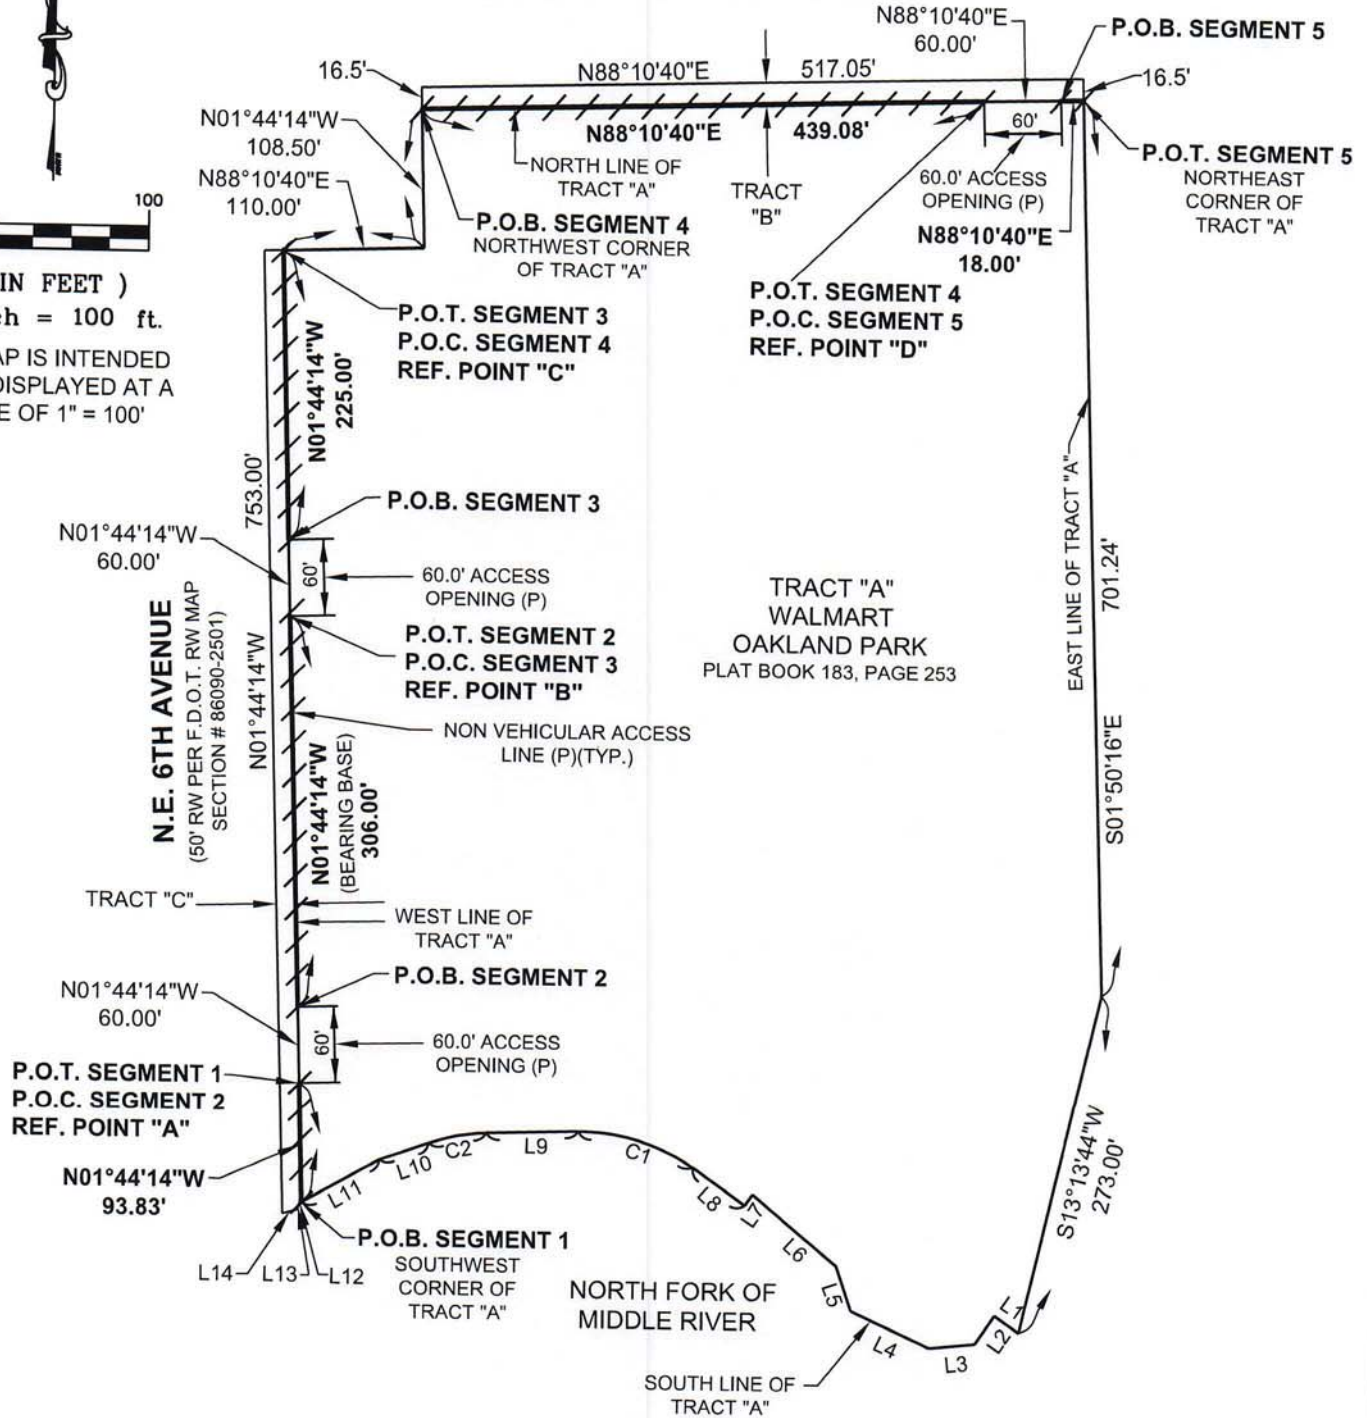 N88°10'40"E
60.00'
P.O.B. SEGMENT 5
16.5'
N88°10'40"E 517.05'
16.5'
N01°44'14"W
108.50'
N88°10'40"E 439.08'
60'
P.O.T. SEGMENT 5
NORTHEAST
CORNER OF
TRACT "A"
NORTH LINE OF
TRACT "A"
TRACT
"B"
60.0' ACCESS
OPENING (P)
N88°10'40"E
18.00'
N88°10'40"E
110.00'
100
P.O.B. SEGMENT 4
NORTHWEST CORNER
OF TRACT "A"
IN FEET )
ch = 100 ft.
AP IS INTENDED
DISPLAYED AT A
E OF 1" = 100'
P.O.T. SEGMENT 3
P.O.C. SEGMENT 4
REF. POINT "C"
P.O.T. SEGMENT 4
P.O.C. SEGMENT 5
REF. POINT "D"
N01°44'14"W
225.00'
753.00'
P.O.B. SEGMENT 3
N01°44'14"W
60.00'
60'
60.0' ACCESS
OPENING (P)
EAST LINE OF TRACT "A"
701.24'
S01°50'16"E
TRACT "A"
WALMART
OAKLAND PARK
PLAT BOOK 183, PAGE 253
N.E. 6TH AVENUE
(50' RW PER F.D.O.T. RW MAP
SECTION # 86090-2501)
N01°44'14"W
P.O.T. SEGMENT 2
P.O.C. SEGMENT 3
REF. POINT "B"
NON VEHICULAR ACCESS
LINE (P)(TYP.)
N01°44'14"W
(BEARING BASE)
306.00'
TRACT "C"
WEST LINE OF
TRACT "A"
P.O.B. SEGMENT 2
N01°44'14"W
60.00'
60'
60.0' ACCESS
OPENING (P)
P.O.T. SEGMENT 1
P.O.C. SEGMENT 2
REF. POINT "A"
N01°44'14"W
93.83'
L11
L10
C2
L9
C1
L8
L7
L6
L5
L4
L3
L2
L1
S13°13'44"W
273.00'
L14
L13
L12
P.O.B. SEGMENT 1
SOUTHWEST
CORNER OF
TRACT "A"
NORTH FORK OF
MIDDLE RIVER
SOUTH LINE OF
TRACT "A"